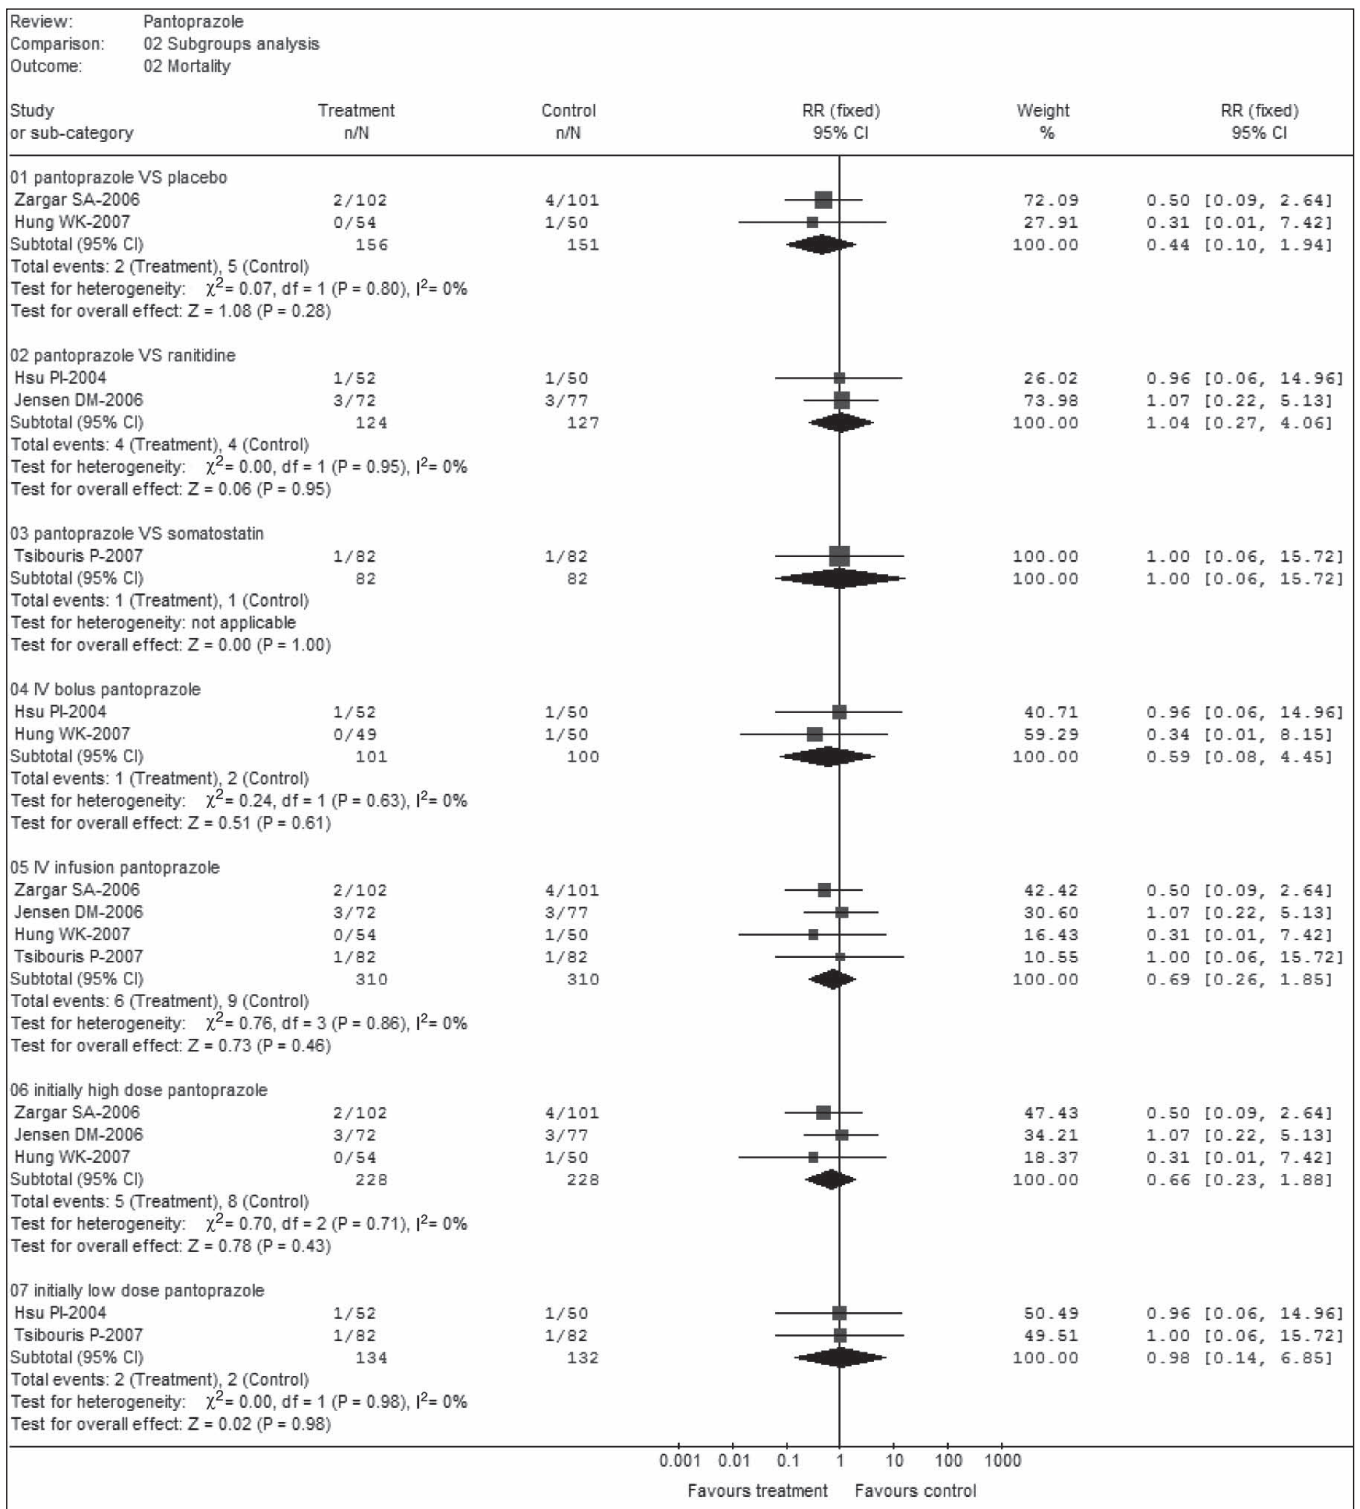 Review: Pantoprazole
Comparison: 02 Subgroups analysis
Outcome: 02 Mortality
Study Treatment Control RR (fixed) Weight RR (fixed)
or sub-category n/N n/N 95% CI % 95% CI
01 pantoprazole VS placebo
Zargar SA-2006 2/102 4/101 72.09 0.50 [0.09, 2.64]
Hung WK-2007 0/54 1/50 27.91 0.31 [0.01, 7.42]
Subtotal (95% CI) 156 151 100.00 0.44 [0.10, 1.94]
Total events: 2 (Treatment), 5 (Control)
Test for heterogeneity: χ²= 0.07, df = 1 (P = 0.80), I²= 0%
Test for overall effect: Z = 1.08 (P = 0.28)
02 pantoprazole VS ranitidine
Hsu PI-2004 1/52 1/50 26.02 0.96 [0.06, 14.96]
Jensen DM-2006 3/72 3/77 73.98 1.07 [0.22, 5.13]
Subtotal (95% CI) 124 127 100.00 1.04 [0.27, 4.06]
Total events: 4 (Treatment), 4 (Control)
Test for heterogeneity: χ²= 0.00, df = 1 (P = 0.95), I²= 0%
Test for overall effect: Z = 0.06 (P = 0.95)
03 pantoprazole VS somatostatin
Tsibouris P-2007 1/82 1/82 100.00 1.00 [0.06, 15.72]
Subtotal (95% CI) 82 82 100.00 1.00 [0.06, 15.72]
Total events: 1 (Treatment), 1 (Control)
Test for heterogeneity: not applicable
Test for overall effect: Z = 0.00 (P = 1.00)
04 IV bolus pantoprazole
Hsu PI-2004 1/52 1/50 40.71 0.96 [0.06, 14.96]
Hung WK-2007 0/49 1/50 59.29 0.34 [0.01, 8.15]
Subtotal (95% CI) 101 100 100.00 0.59 [0.08, 4.45]
Total events: 1 (Treatment), 2 (Control)
Test for heterogeneity: χ²= 0.24, df = 1 (P = 0.63), I²= 0%
Test for overall effect: Z = 0.51 (P = 0.61)
05 IV infusion pantoprazole
Zargar SA-2006 2/102 4/101 42.42 0.50 [0.09, 2.64]
Jensen DM-2006 3/72 3/77 30.60 1.07 [0.22, 5.13]
Hung WK-2007 0/54 1/50 16.43 0.31 [0.01, 7.42]
Tsibouris P-2007 1/82 1/82 10.55 1.00 [0.06, 15.72]
Subtotal (95% CI) 310 310 100.00 0.69 [0.26, 1.85]
Total events: 6 (Treatment), 9 (Control)
Test for heterogeneity: χ²= 0.76, df = 3 (P = 0.86), I²= 0%
Test for overall effect: Z = 0.73 (P = 0.46)
06 initially high dose pantoprazole
Zargar SA-2006 2/102 4/101 47.43 0.50 [0.09, 2.64]
Jensen DM-2006 3/72 3/77 34.21 1.07 [0.22, 5.13]
Hung WK-2007 0/54 1/50 18.37 0.31 [0.01, 7.42]
Subtotal (95% CI) 228 228 100.00 0.66 [0.23, 1.88]
Total events: 5 (Treatment), 8 (Control)
Test for heterogeneity: χ²= 0.70, df = 2 (P = 0.71), I²= 0%
Test for overall effect: Z = 0.78 (P = 0.43)
07 initially low dose pantoprazole
Hsu PI-2004 1/52 1/50 50.49 0.96 [0.06, 14.96]
Tsibouris P-2007 1/82 1/82 49.51 1.00 [0.06, 15.72]
Subtotal (95% CI) 134 132 100.00 0.98 [0.14, 6.85]
Total events: 2 (Treatment), 2 (Control)
Test for heterogeneity: χ²= 0.00, df = 1 (P = 0.98), I²= 0%
Test for overall effect: Z = 0.02 (P = 0.98)
0.001 0.01 0.1 1 10 100 1000
Favours treatment Favours control